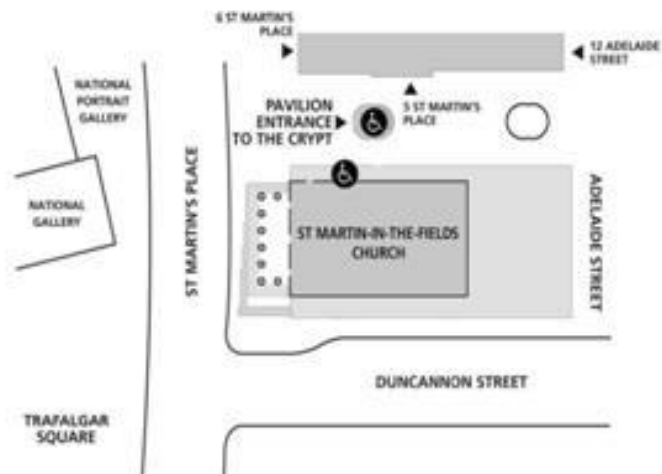 6 ST MARTIN'S
PLACE
12 ADELAIDE
STREET
NATIONAL
PORTRAIT
GALLERY
PAVILION
ENTRANCE
TO THE CRYPT
5 ST MARTIN'S
PLACE
NATIONAL
GALLERY
ST MARTIN'S PLACE
ST MARTIN-IN-THE-FIELDS
CHURCH
ADELAIDE STREET
DUNCANNON STREET
TRAFALGAR
SQUARE